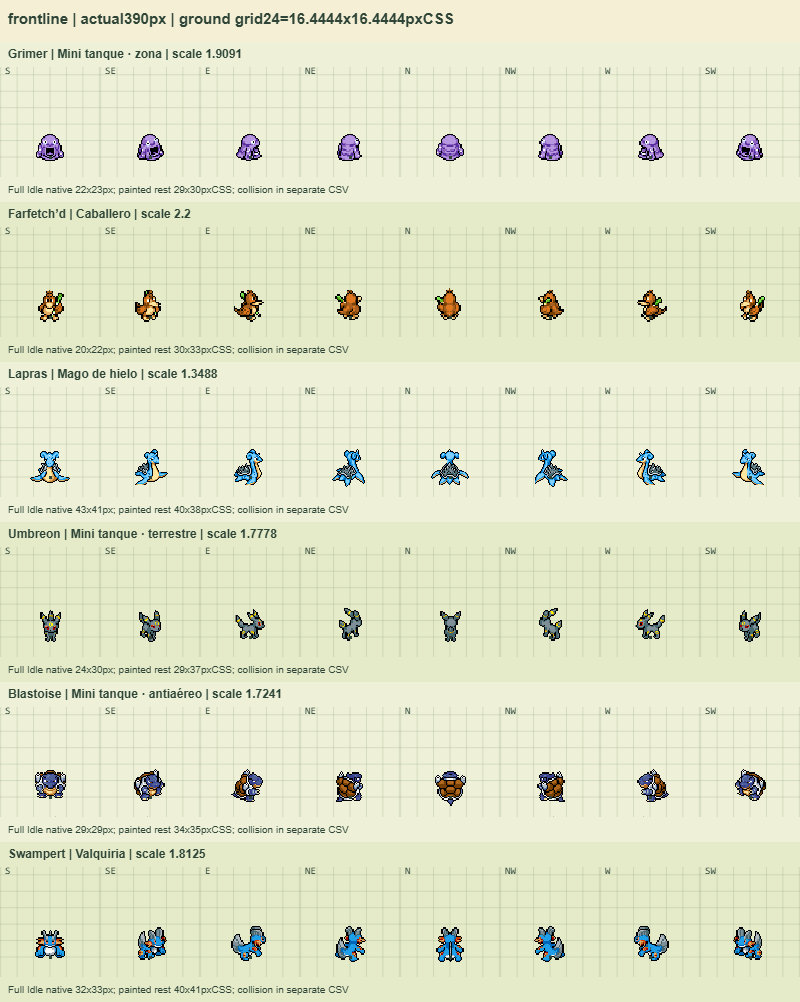 frontline | actual390px | ground grid24=16.4444x16.4444pxCSS
Grimer | Mini tanque · zona | scale 1.9091
S SE E NE N NW W SW
Full Idle native 22x23px; painted rest 29x30pxCSS; collision in separate CSV
Farfetch’d | Caballero | scale 2.2
S SE E NE N NW W SW
Full Idle native 20x22px; painted rest 30x33pxCSS; collision in separate CSV
Lapras | Mago de hielo | scale 1.3488
S SE E NE N NW W SW
Full Idle native 43x41px; painted rest 40x38pxCSS; collision in separate CSV
Umbreon | Mini tanque · terrestre | scale 1.7778
S SE E NE N NW W SW
Full Idle native 24x30px; painted rest 29x37pxCSS; collision in separate CSV
Blastoise | Mini tanque · antiaéreo | scale 1.7241
S SE E NE N NW W SW
Full Idle native 29x29px; painted rest 34x35pxCSS; collision in separate CSV
Swampert | Valquiria | scale 1.8125
S SE E NE N NW W SW
Full Idle native 32x33px; painted rest 40x41pxCSS; collision in separate CSV